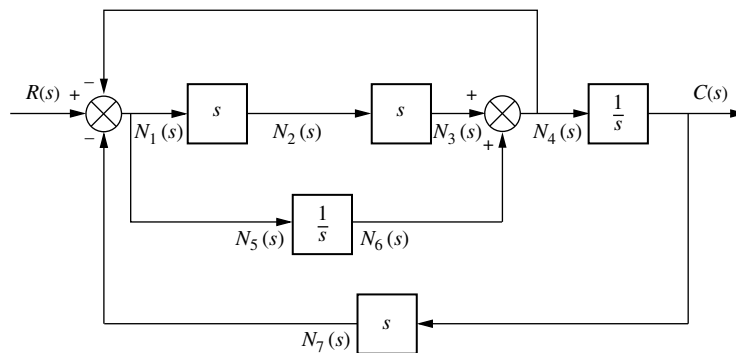 −
R(s) + N₁(s) s N₂(s) s + N₃(s) N₄(s) 1/s C(s)
− +
N₅(s) 1/s N₆(s)
N₇(s) s